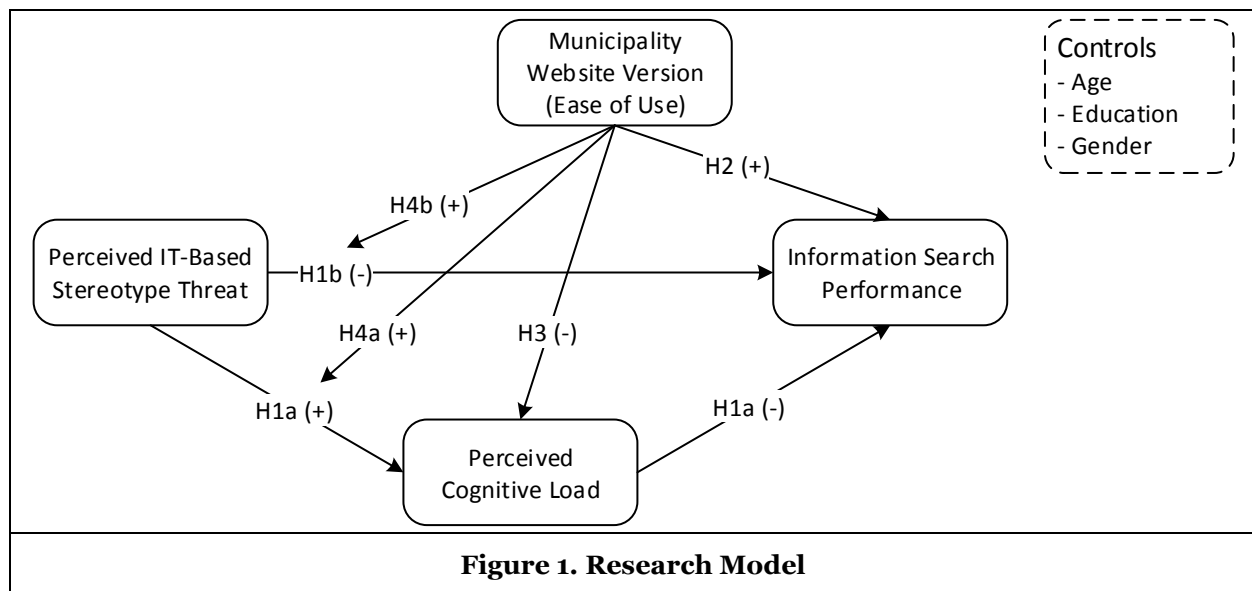 Municipality
Website Version
(Ease of Use)
Controls
- Age
- Education
- Gender
H2 (+)
H4b (+)
Perceived IT-Based
Stereotype Threat
H1b (-)
Information Search
Performance
H4a (+)
H3 (-)
H1a (+)
H1a (-)
Perceived
Cognitive Load
Figure 1. Research Model